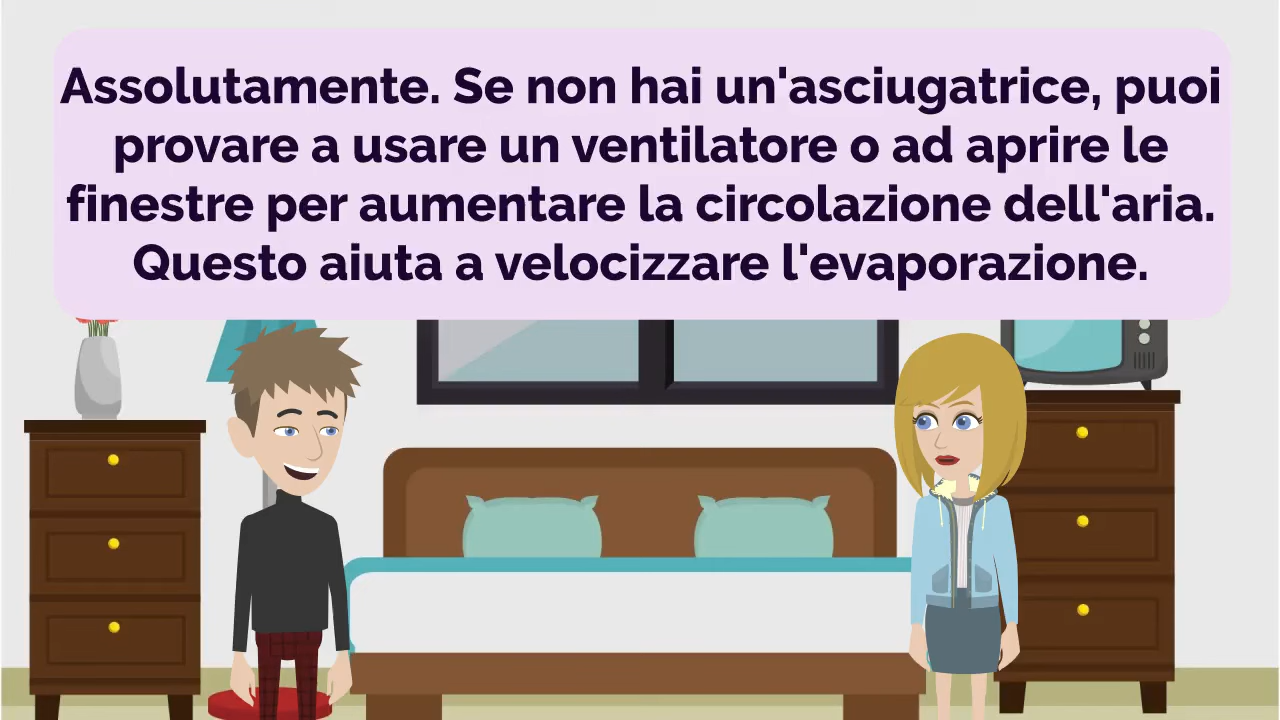 Assolutamente. Se non hai un'asciugatrice, puoi
provare a usare un ventilatore o ad aprire le
finestre per aumentare la circolazione dell'aria.
Questo aiuta a velocizzare l'evaporazione.